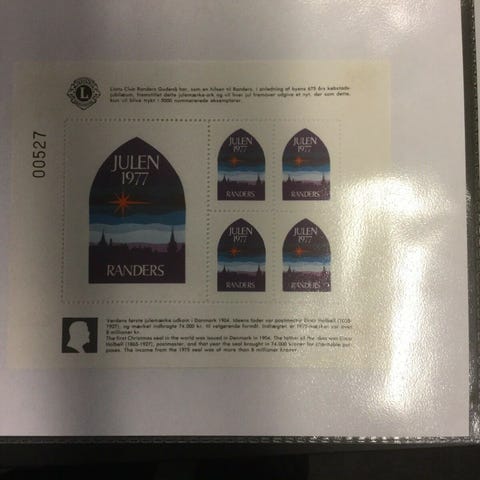 Lions Club Randers Gudenå har, som en hilsen til Randers, i anledning af byens 675 års købstads-
jubilæum, fremstillet dette julemærke-ark og vil hver jul fremover udgive et nyt, der som dette,
kun vil blive trykt i 5000 nummererede eksemplarer.
L
00527
JULEN
1977
RANDERS
JULEN
1977
RANDERS
JULEN
1977
RANDERS
JULEN
1977
RANDERS
JULEN
1977
RANDERS
Verdens første julemærke udkom i Danmark 1904. Ideens fader var postmester Einar Holbøll
1927), og mærket indbragte 74.000 kr. til velgørende formål. Indtægten af 1975-mærket var over
8 millioner kr.
The first Christmas seal in the world was issued in Denmark in 1904. The father of the idea was Einar
Holbøll (1865-1927), postmaster, and that year the seal braught in 74.000 kroner for charitable pur-
poses. The income from the 1975 seal was of more than 8 millioner kroner.